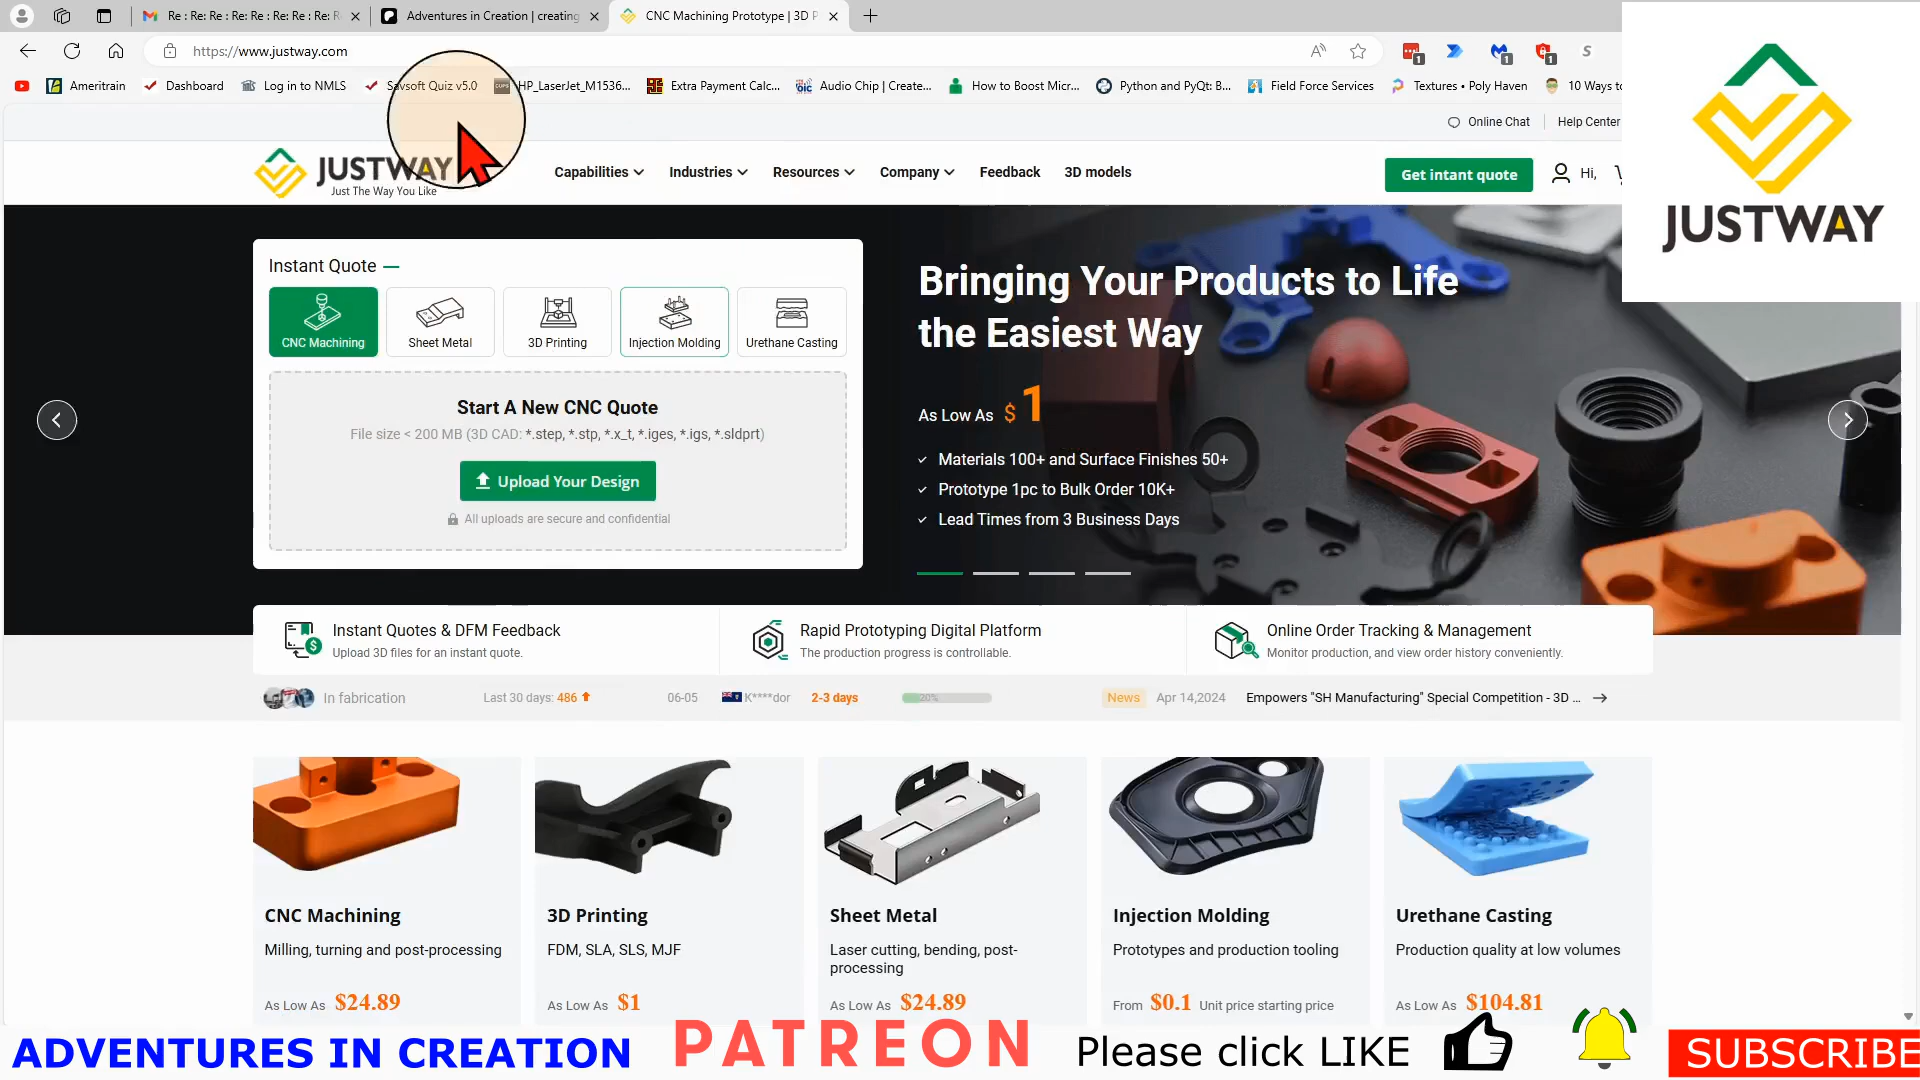 Re : Re: Re : Re : Re: Re : Re: R
Adventures in Creation | creating
CNC Machining Prototype | 3D P
https://www.justway.com
Ameritrain
Dashboard
Log in to NMLS
Savsoft Quiz v5.0
HP_LaserJet_M1536...
Extra Payment Calc...
Audio Chip | Create...
How to Boost Micr...
Python and PyQt: B...
Field Force Services
Textures • Poly Haven
10 Ways to
Online Chat
Help Center
JUSTWAY
Just The Way You Like
Capabilities
Industries
Resources
Company
Feedback
3D models
Get intant quote
Hi,
JUSTWAY
Instant Quote
CNC Machining
Sheet Metal
3D Printing
Injection Molding
Urethane Casting
Start A New CNC Quote
File size < 200 MB (3D CAD: *.step, *.stp, *.x_t, *.iges, *.igs, *.sldprt)
Upload Your Design
All uploads are secure and confidential
Bringing Your Products to Life
the Easiest Way
As Low As $ 1
Materials 100+ and Surface Finishes 50+
Prototype 1pc to Bulk Order 10K+
Lead Times from 3 Business Days
Instant Quotes & DFM Feedback
Upload 3D files for an instant quote.
Rapid Prototyping Digital Platform
The production progress is controllable.
Online Order Tracking & Management
Monitor production, and view order history conveniently.
In fabrication
Last 30 days: 486
06-05
K****dor
2-3 days
20%
News
Apr 14,2024
Empowers "SH Manufacturing" Special Competition - 3D ...
CNC Machining
Milling, turning and post-processing
As Low As $24.89
3D Printing
FDM, SLA, SLS, MJF
As Low As $1
Sheet Metal
Laser cutting, bending, post-
processing
As Low As $24.89
Injection Molding
Prototypes and production tooling
From $0.1 Unit price starting price
Urethane Casting
Production quality at low volumes
As Low As $104.81
ADVENTURES IN CREATION
PATREON
Please click LIKE
SUBSCRIBE